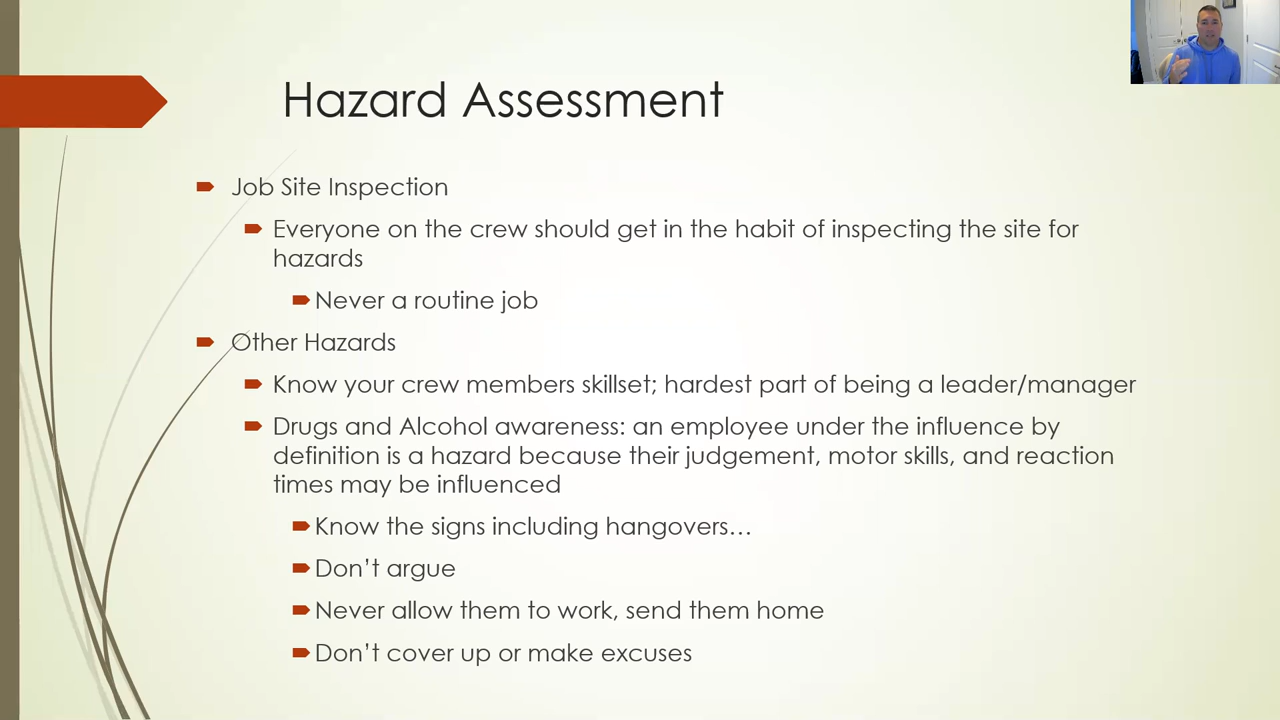 Hazard Assessment
Job Site Inspection
Everyone on the crew should get in the habit of inspecting the site for
hazards
Never a routine job
Other Hazards
Know your crew members skillset; hardest part of being a leader/manager
Drugs and Alcohol awareness: an employee under the influence by
definition is a hazard because their judgement, motor skills, and reaction
times may be influenced
Know the signs including hangovers…
Don’t argue
Never allow them to work, send them home
Don’t cover up or make excuses